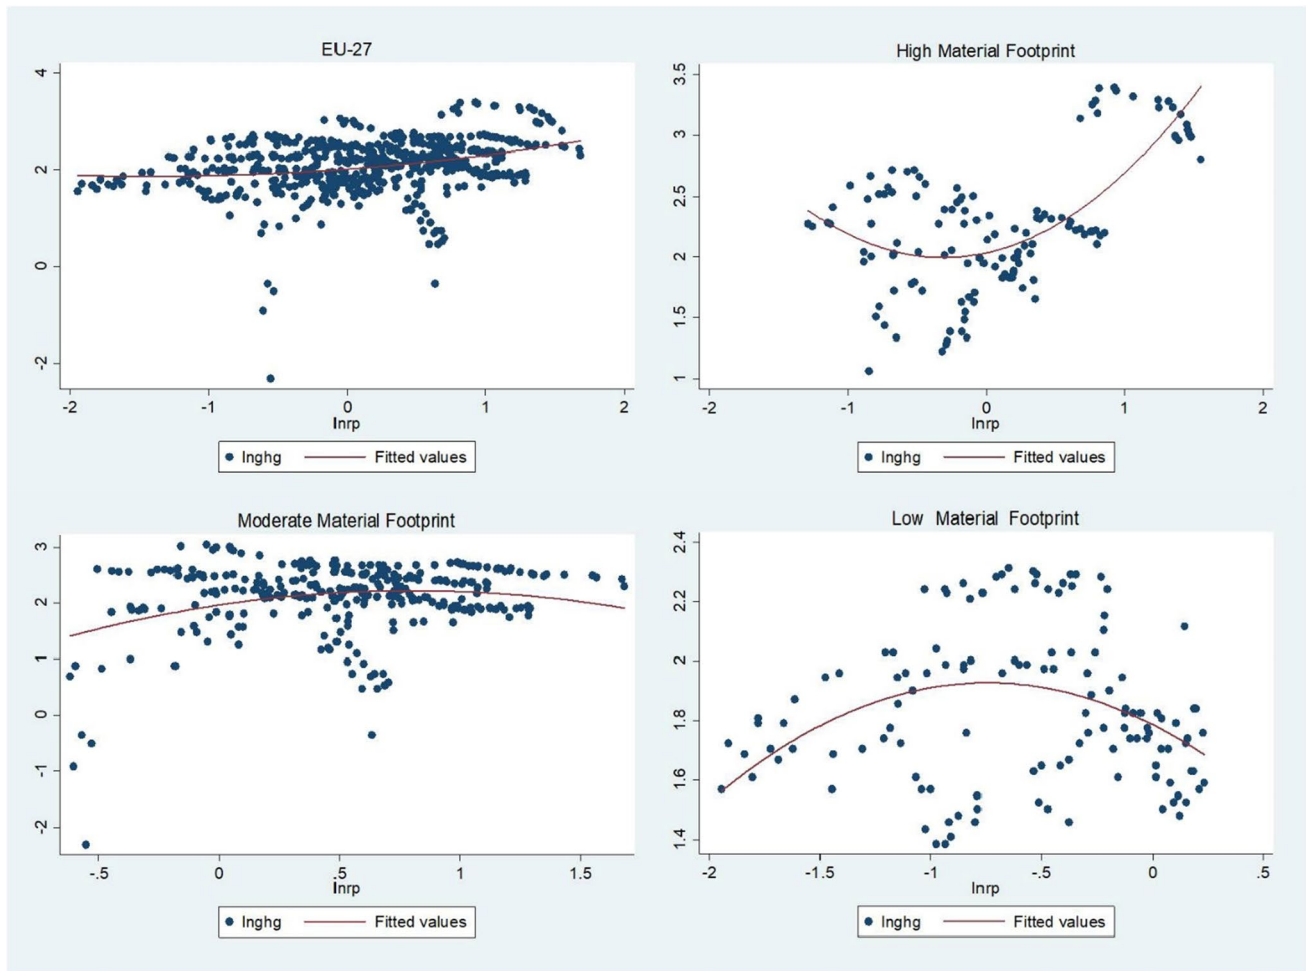 EU-27
4
2
0
-2
-2 -1 0 1 2
lnrp
lnghg Fitted values
High Material Footprint
3.5
3
2.5
2
1.5
1
-2 -1 0 1 2
lnrp
lnghg Fitted values
Moderate Material Footprint
3
2
1
0
-1
-2
-.5 0 .5 1 1.5
lnrp
lnghg Fitted values
Low Material Footprint
2.4
2.2
2
1.8
1.6
1.4
-2 -1.5 -1 -.5 0 .5
lnrp
lnghg Fitted values